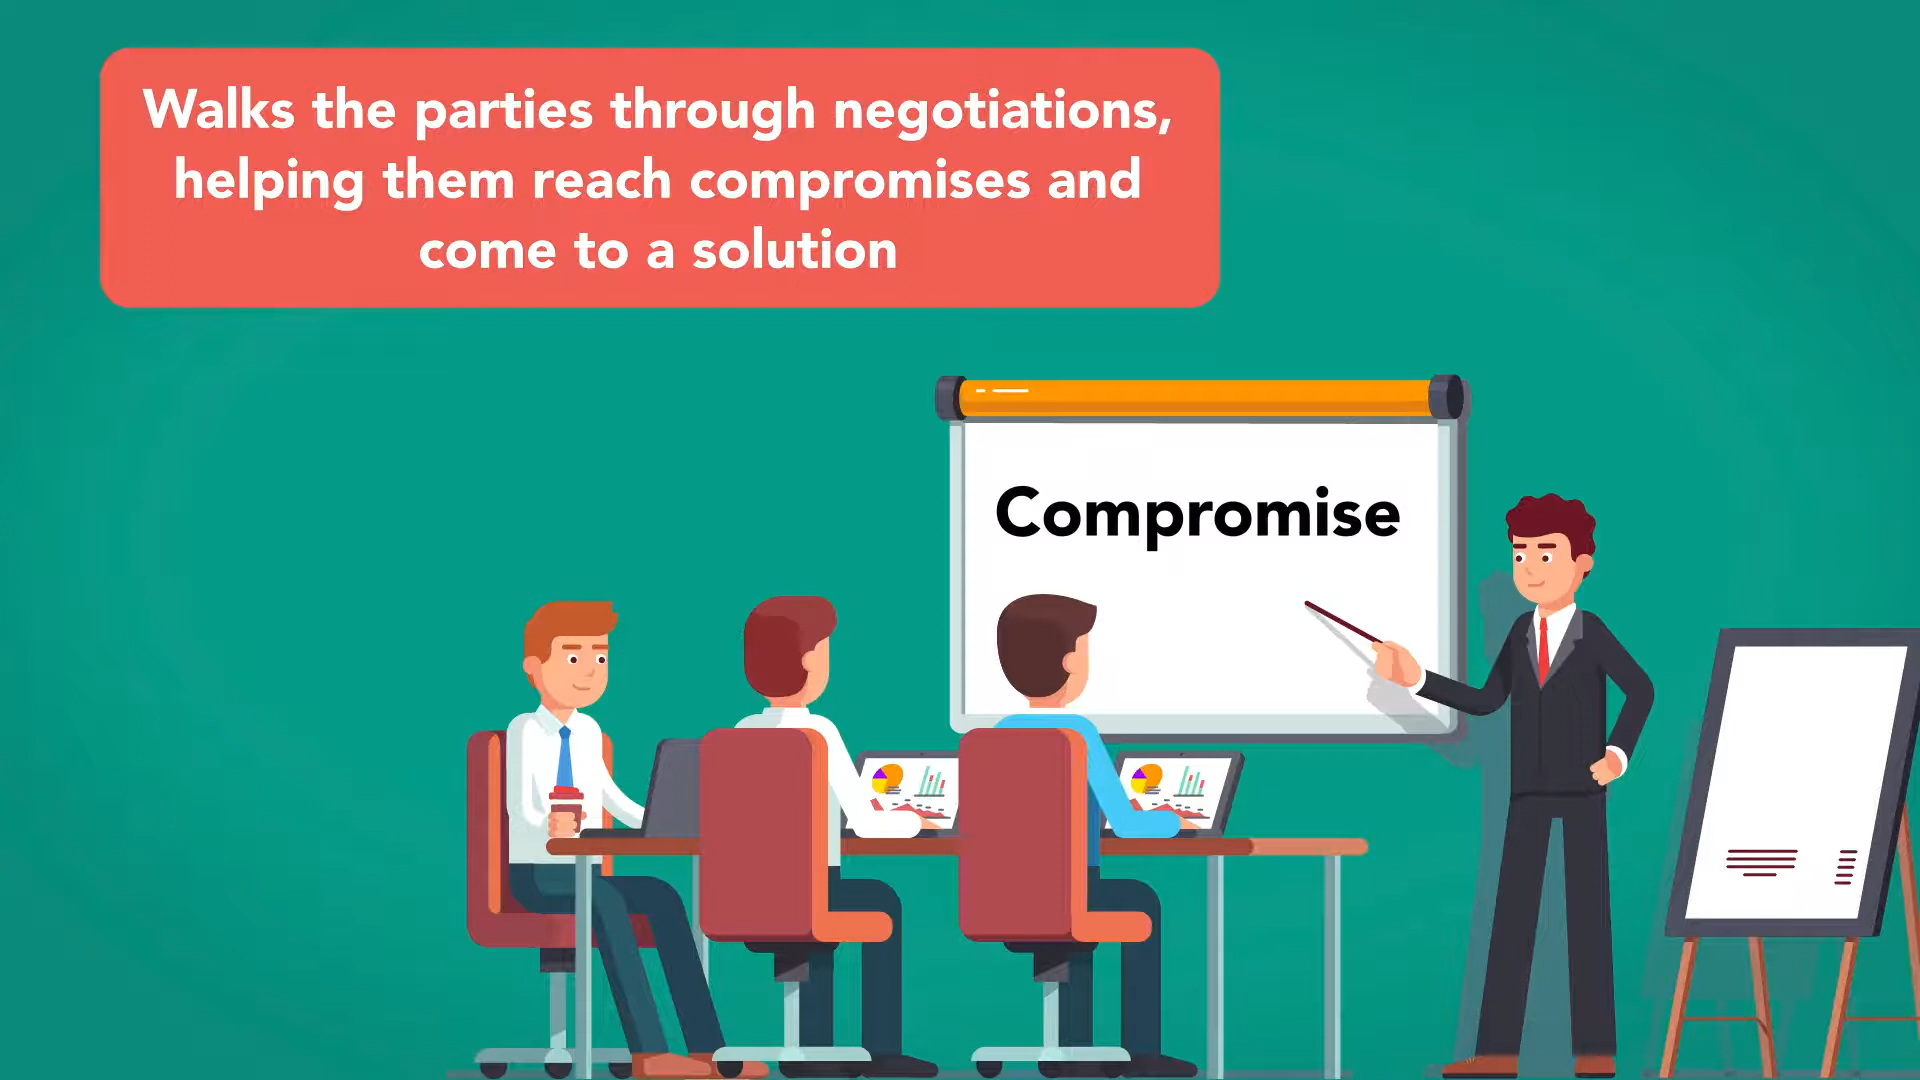 Walks the parties through negotiations,
helping them reach compromises and
come to a solution
Compromise